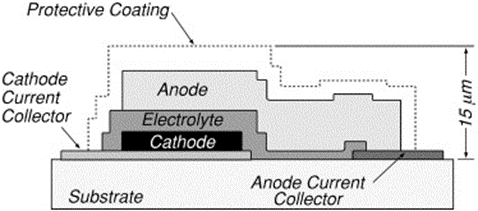 Protective Coating
Cathode
Current
Collector
Anode
Electrolyte
Cathode
15 µm
Substrate
Anode Current
Collector